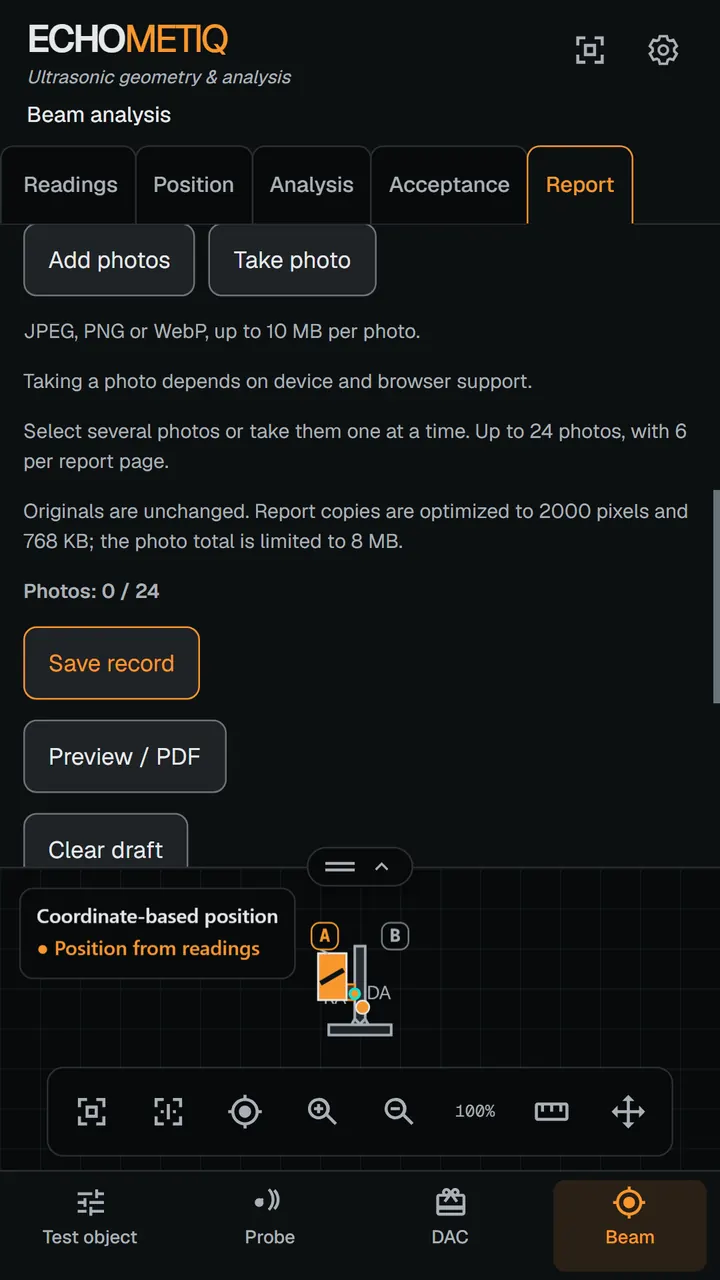 ECHOMETIQ
Ultrasonic geometry & analysis
Beam analysis
Readings
Position
Analysis
Acceptance
Report
Add photos
Take photo
JPEG, PNG or WebP, up to 10 MB per photo.
Taking a photo depends on device and browser support.
Select several photos or take them one at a time. Up to 24 photos, with 6
per report page.
Originals are unchanged. Report copies are optimized to 2000 pixels and
768 KB; the photo total is limited to 8 MB.
Photos: 0 / 24
Save record
Preview / PDF
Clear draft
Coordinate-based position
Position from readings
A
B
DA
100%
Test object
Probe
DAC
Beam